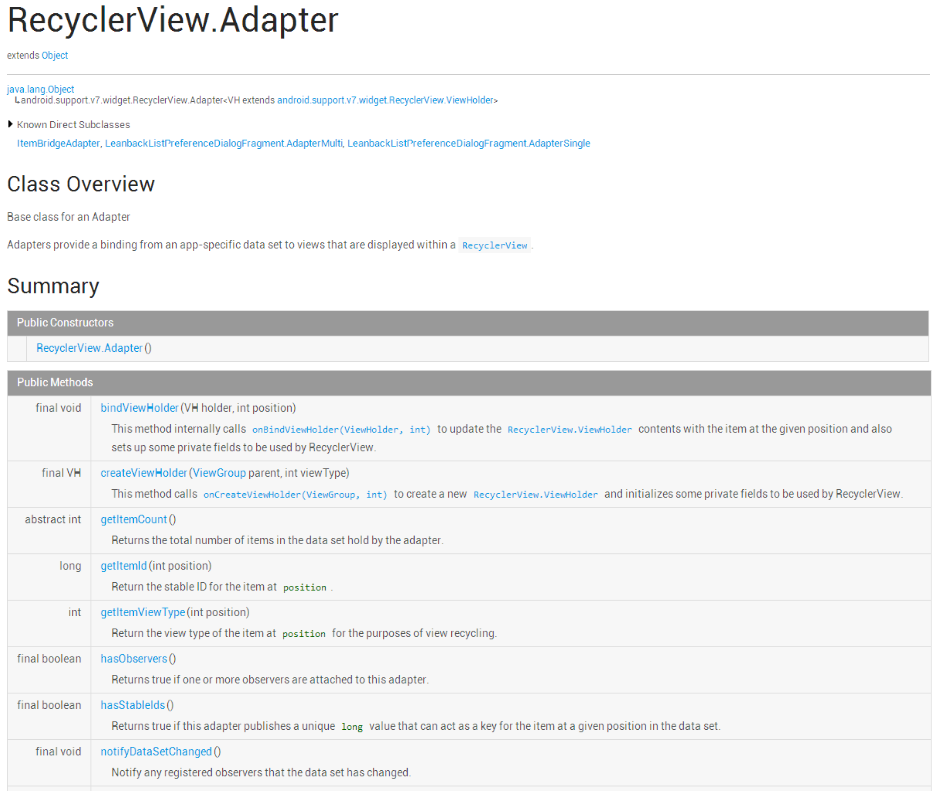 RecyclerView.Adapter
extends Object
java.lang.Object
↳android.support.v7.widget.RecyclerView.Adapter<VH extends android.support.v7.widget.RecyclerView.ViewHolder>
Known Direct Subclasses
ItemBridgeAdapter, LeanbackListPreferenceDialogFragment.AdapterMulti, LeanbackListPreferenceDialogFragment.AdapterSingle
Class Overview
Base class for an Adapter
Adapters provide a binding from an app-specific data set to views that are displayed within a RecyclerView.
Summary
Public Constructors
RecyclerView.Adapter()
Public Methods
final void bindViewHolder(VH holder, int position)
This method internally calls onBindViewHolder(ViewHolder, int) to update the RecyclerView.ViewHolder contents with the item at the given position and also
sets up some private fields to be used by RecyclerView.
final VH createViewHolder(ViewGroup parent, int viewType)
This method calls onCreateViewHolder(ViewGroup, int) to create a new RecyclerView.ViewHolder and initializes some private fields to be used by RecyclerView.
abstract int getItemCount()
Returns the total number of items in the data set hold by the adapter.
long getItemId(int position)
Return the stable ID for the item at position.
int getItemViewType(int position)
Return the view type of the item at position for the purposes of view recycling.
final boolean hasObservers()
Returns true if one or more observers are attached to this adapter.
final boolean hasStableIds()
Returns true if this adapter publishes a unique long value that can act as a key for the item at a given position in the data set.
final void notifyDataSetChanged()
Notify any registered observers that the data set has changed.